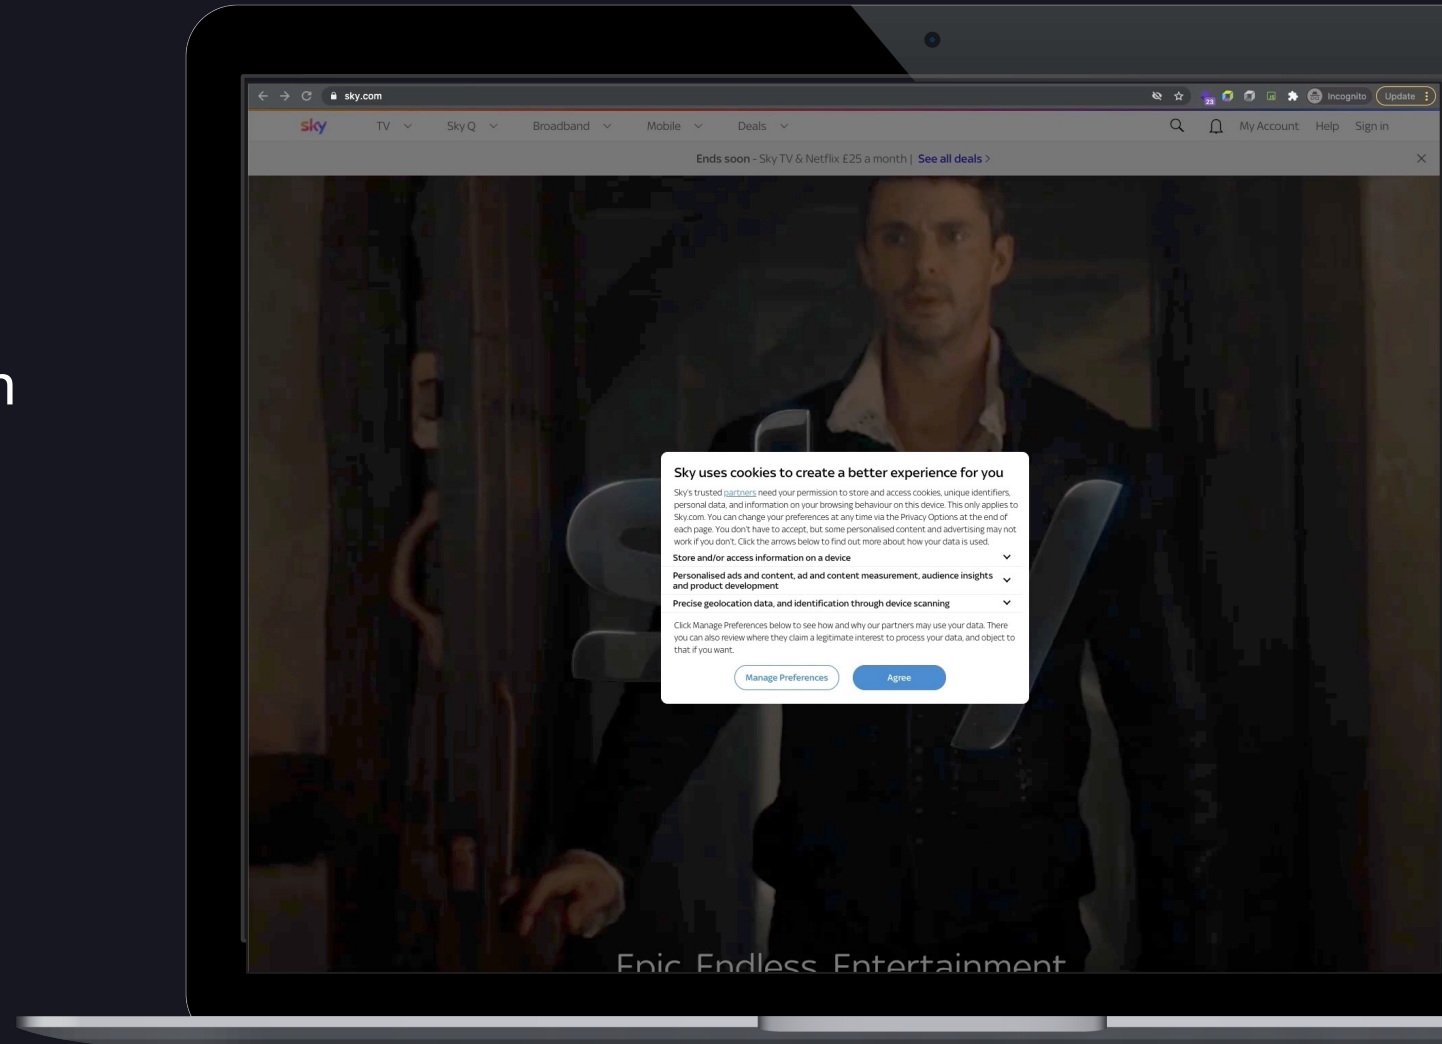 sky.com
23
Incognito
Update
sky
TV
Sky Q
Broadband
Mobile
Deals
My Account
Help
Sign in
Ends soon - Sky TV & Netflix £25 a month | See all deals >
n
sky
Sky uses cookies to create a better experience for you
Sky's trusted partners need your permission to store and access cookies, unique identifiers,
personal data, and information on your browsing behaviour on this device. This only applies to
Sky.com. You can change your preferences at any time via the Privacy Options at the end of
each page. You don't have to accept, but some personalised content and advertising may not
work if you don't. Click the arrows below to find out more about how your data is used.
Store and/or access information on a device
Personalised ads and content, ad and content measurement, audience insights
and product development
Precise geolocation data, and identification through device scanning
Click Manage Preferences below to see how and why our partners may use your data. There
you can also review where they claim a legitimate interest to process your data, and object to
that if you want.
Manage Preferences
Agree
Epic. Endless. Entertainment